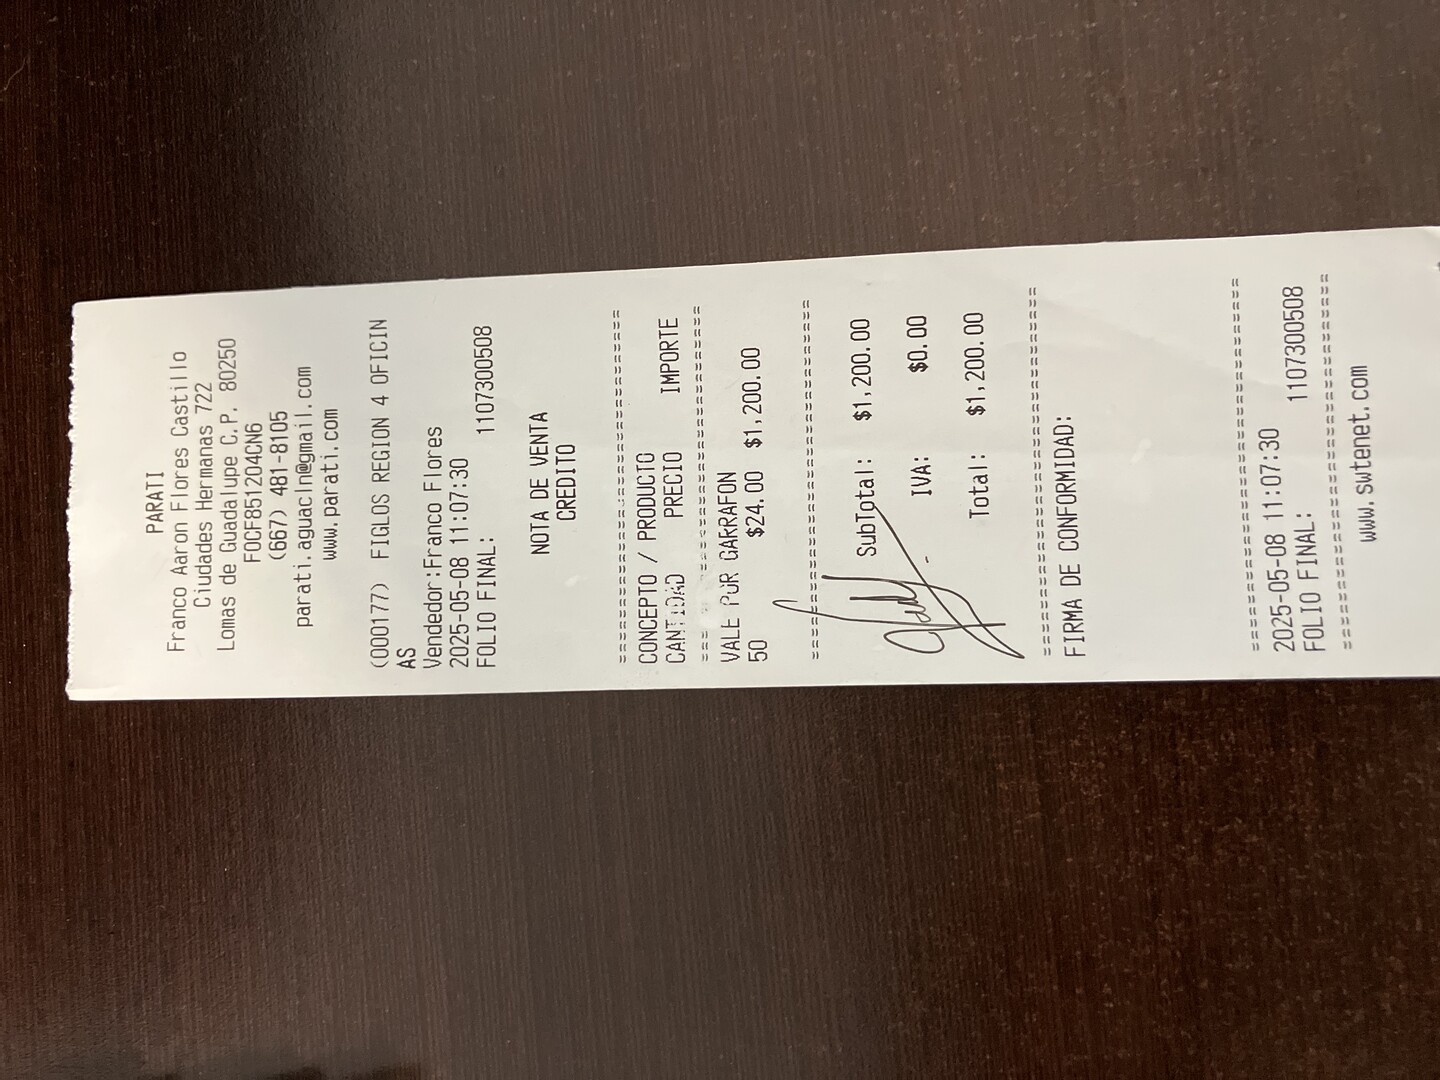 PARATI
Franco Aaron Flores Castillo
Ciudades Hermanas 722
Lomas de Guadalupe C.P. 80250
FOCF851204CN6
(667) 481-8105
parati.aguacln@gmail.com
www.parati.com
(000177) FIGLOS REGION 4 OFICIN
AS
Vendedor:Franco Flores
2025-05-08 11:07:30
FOLIO FINAL: 1107300508
NOTA DE VENTA
CREDITO
==============================
CONCEPTO / PRODUCTO
CANTIDAD PRECIO IMPORTE
==============================
VALE POR GARRAFON
50 $24.00 $1,200.00
==============================
SubTotal: $1,200.00
IVA: $0.00
Total: $1,200.00
==============================
FIRMA DE CONFORMIDAD:
==============================
2025-05-08 11:07:30
FOLIO FINAL: 1107300508
==============================
www.swtenet.com